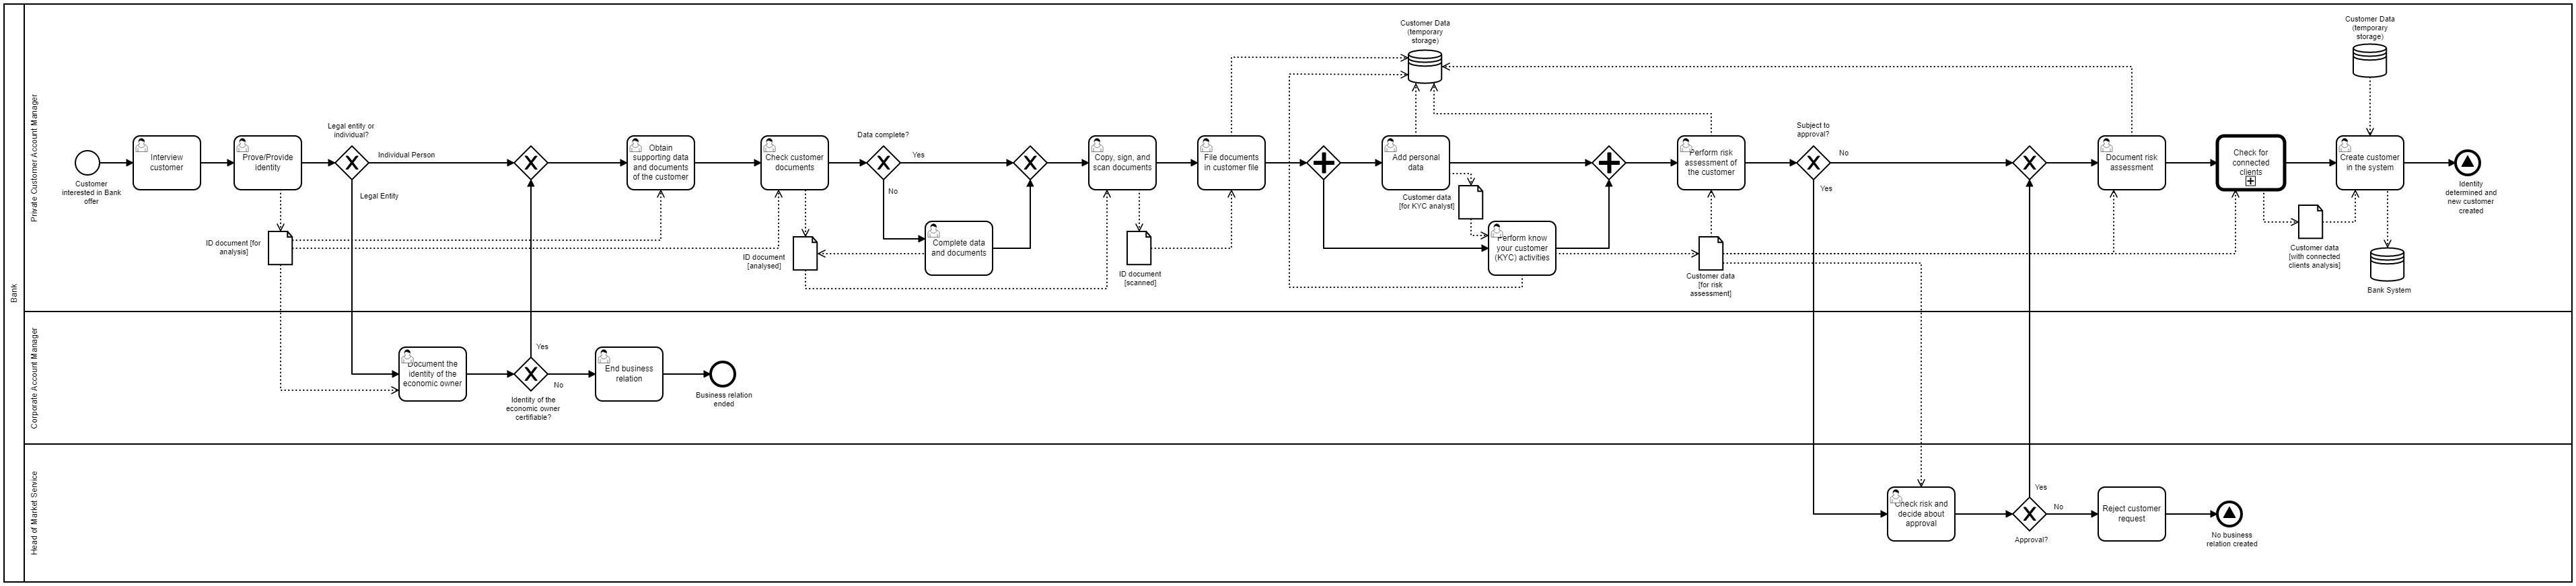 Bank
Private Customer Account Manager
Customer
interested in Bank
offer
Interview
customer
Prove/Provide
identity
ID document [for
analysis]
Legal entity or
individual?
Individual Person
Legal Entity
Obtain
supporting data
and documents
of the customer
Check customer
documents
ID document
[analysed]
Data complete?
Yes
No
Complete data
and documents
Copy, sign, and
scan documents
ID document
[scanned]
File documents
in customer file
Customer Data
(temporary
storage)
Add personal
data
Customer data
[for KYC analyst]
Perform know
your customer
(KYC) activities
Perform risk
assessment of
the customer
Customer data
[for risk
assessment]
Subject to
approval?
No
Yes
Document risk
assessment
Check for
connected
clients
Customer data
[with connected
clients analysis]
Customer Data
(temporary
storage)
Create customer
in the system
Bank System
Identity
determined and
new customer
created
Corporate Account Manager
Document the
identity of the
economic owner
Yes
No
Identity of the
economic owner
certifiable?
End business
relation
Business relation
ended
Head of Market Service
Check risk and
decide about
approval
Yes
No
Approval?
Reject customer
request
No business
relation created